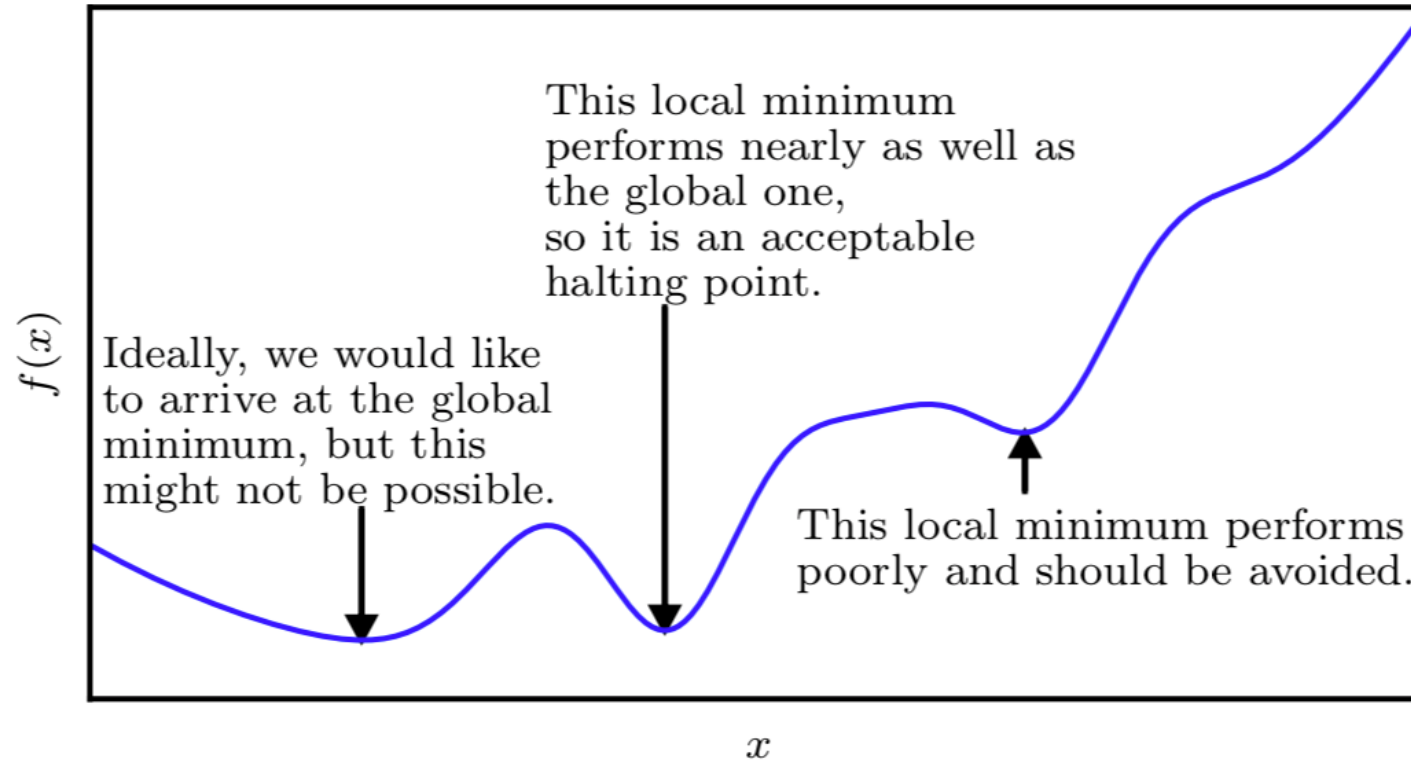 This local minimum
performs nearly as well as
the global one,
so it is an acceptable
halting point.
Ideally, we would like
to arrive at the global
minimum, but this
might not be possible.
This local minimum performs
poorly and should be avoided.
f(x)
x